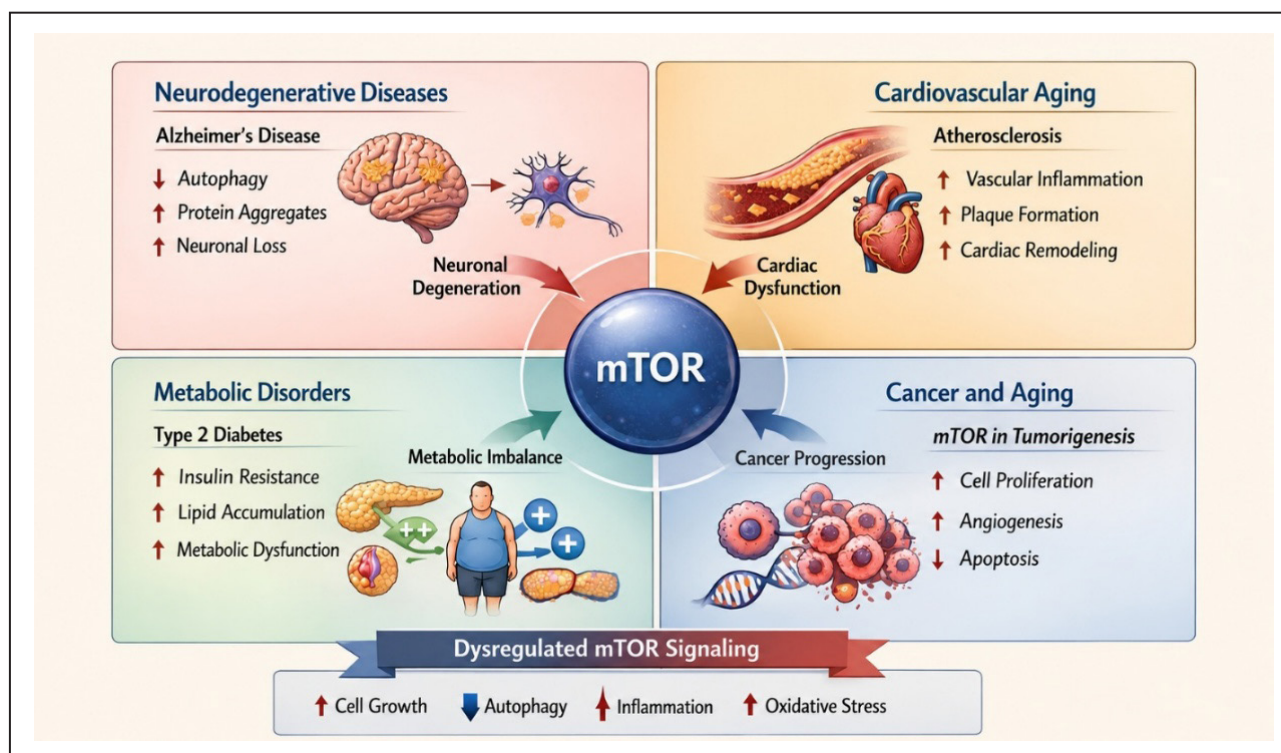 Neurodegenerative Diseases
Alzheimer's Disease
↓ Autophagy
↑ Protein Aggregates
↑ Neuronal Loss
Neuronal
Degeneration
Cardiovascular Aging
Atherosclerosis
↑ Vascular Inflammation
↑ Plaque Formation
↑ Cardiac Remodeling
Cardiac
Dysfunction
mTOR
Metabolic Disorders
Type 2 Diabetes
Metabolic Imbalance
↑ Insulin Resistance
↑ Lipid Accumulation
↑ Metabolic Dysfunction
++
+
+
Cancer and Aging
mTOR in Tumorigenesis
Cancer Progression
↑ Cell Proliferation
↑ Angiogenesis
↓ Apoptosis
Dysregulated mTOR Signaling
↑ Cell Growth ↓ Autophagy ↑ Inflammation ↑ Oxidative Stress